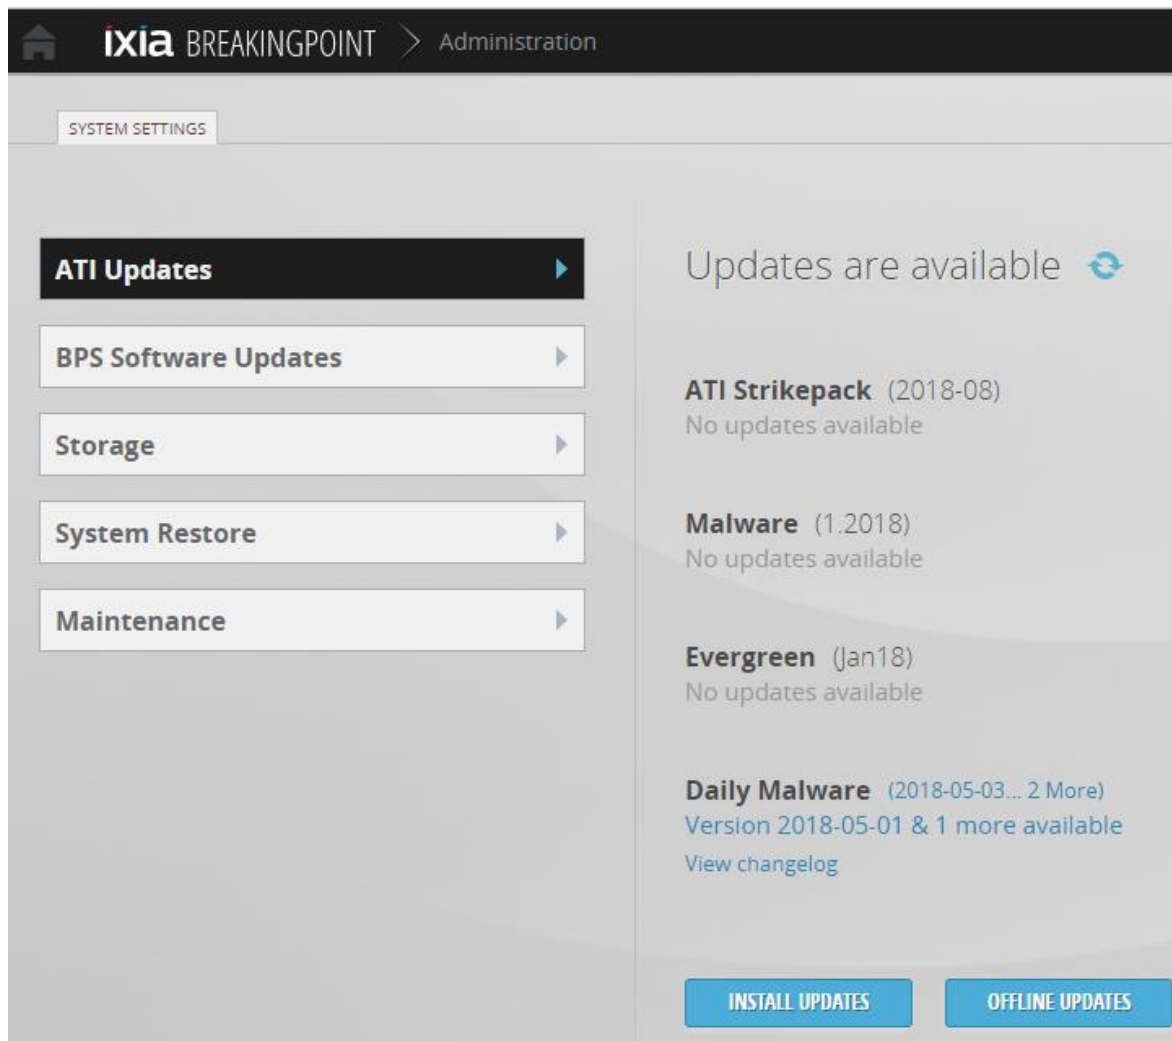 ixia BREAKINGPOINT > Administration
SYSTEM SETTINGS
ATI Updates
BPS Software Updates
Storage
System Restore
Maintenance
Updates are available
ATI Strikepack (2018-08)
No updates available
Malware (1.2018)
No updates available
Evergreen (Jan18)
No updates available
Daily Malware (2018-05-03... 2 More)
Version 2018-05-01 & 1 more available
View changelog
INSTALL UPDATES OFFLINE UPDATES